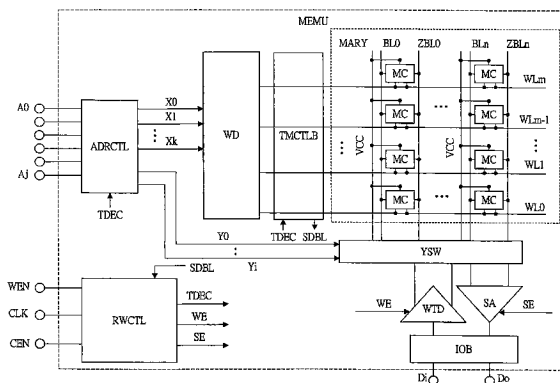 MEMU
MARY BL0 ZBL0 BLn ZBLn
MC MC WLm
A0 X0
X1
MC ... MC WLm-1
ADRCTL ... WD TMCTLB
Xk
... VCC ... VCC ...
MC MC WL1
Aj
MC ... MC WL0
TDEC
TDEC SDBL
Y0
:
Yi
YSW
SDBL
WEN
TDEC
WE WTD SA SE
CLK RWCTL WE
SE
CEN IOB
Di Do